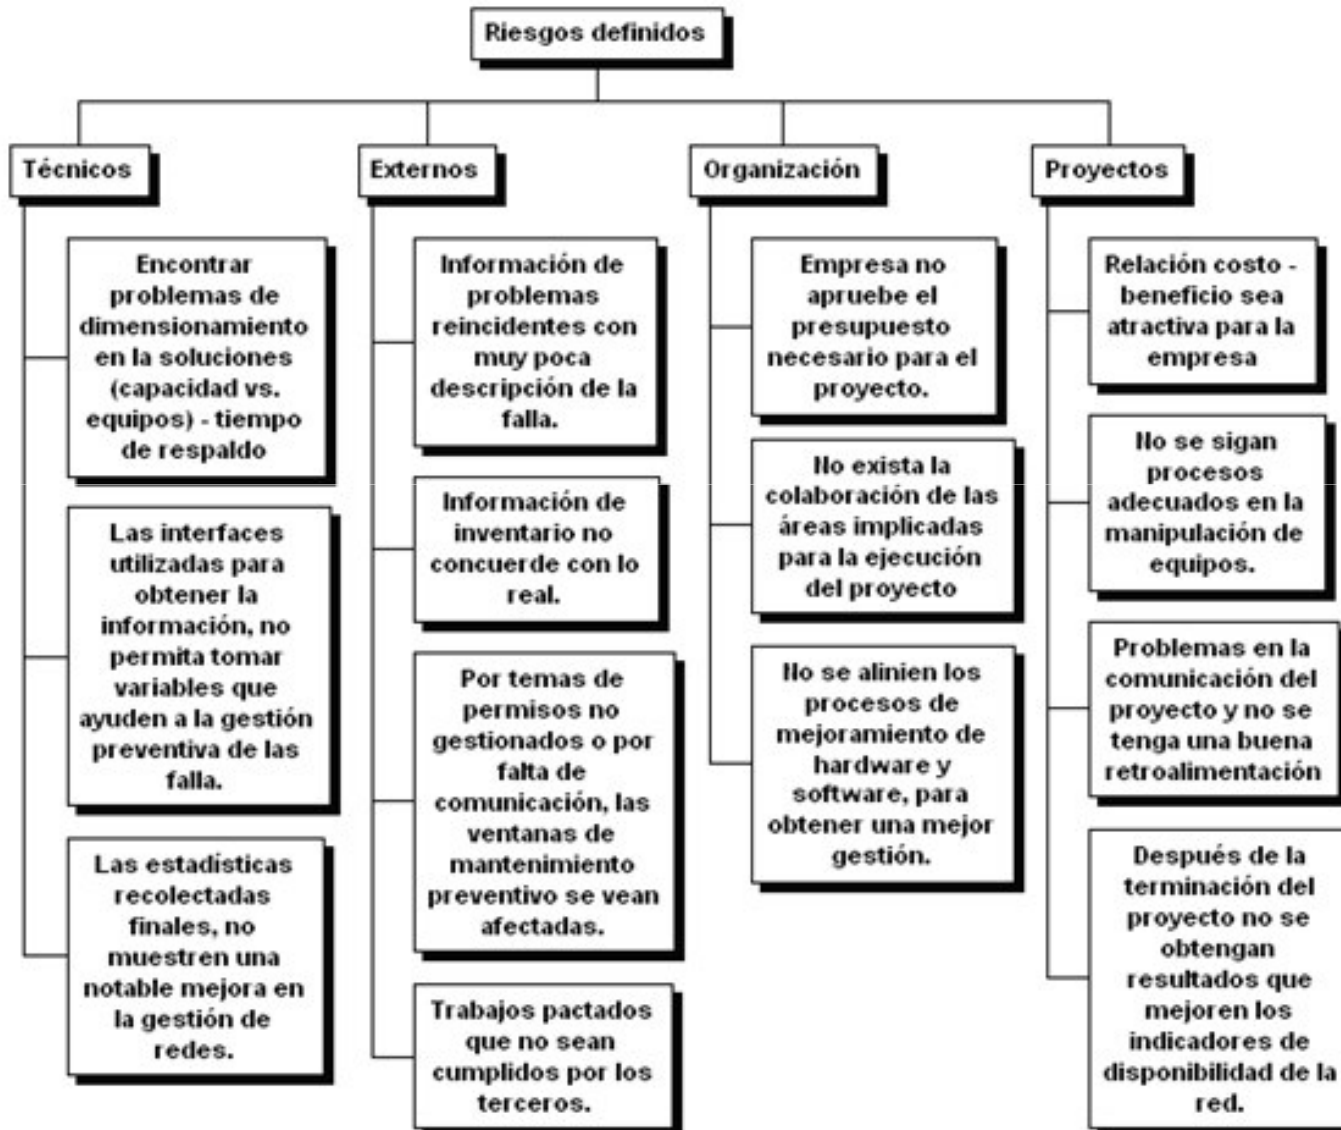 Riesgos definidos
Técnicos
Encontrar
problemas de
dimensionamiento
en la soluciones
(capacidad vs.
equipos) - tiempo
de respaldo
Las interfaces
utilizadas para
obtener la
información, no
permita tomar
variables que
ayuden a la gestión
preventiva de las
falla.
Las estadísticas
recolectadas
finales, no
muestren una
notable mejora en
la gestión de
redes.
Externos
Información de
problemas
reincidentes con
muy poca
descripción de la
falla.
Información de
inventario no
concuerde con lo
real.
Por temas de
permisos no
gestionados o por
falta de
comunicación, las
ventanas de
mantenimiento
preventivo se vean
afectadas.
Trabajos pactados
que no sean
cumplidos por los
terceros.
Organización
Empresa no
apruebe el
presupuesto
necesario para el
proyecto.
No exista la
colaboración de las
áreas implicadas
para la ejecución
del proyecto
No se alinien los
procesos de
mejoramiento de
hardware y
software, para
obtener una mejor
gestión.
Proyectos
Relación costo -
beneficio sea
atractiva para la
empresa
No se sigan
procesos
adecuados en la
manipulación de
equipos.
Problemas en la
comunicación del
proyecto y no se
tenga una buena
retroalimentación
Después de la
terminación del
proyecto no se
obtengan
resultados que
mejoren los
indicadores de
disponibilidad de la
red.